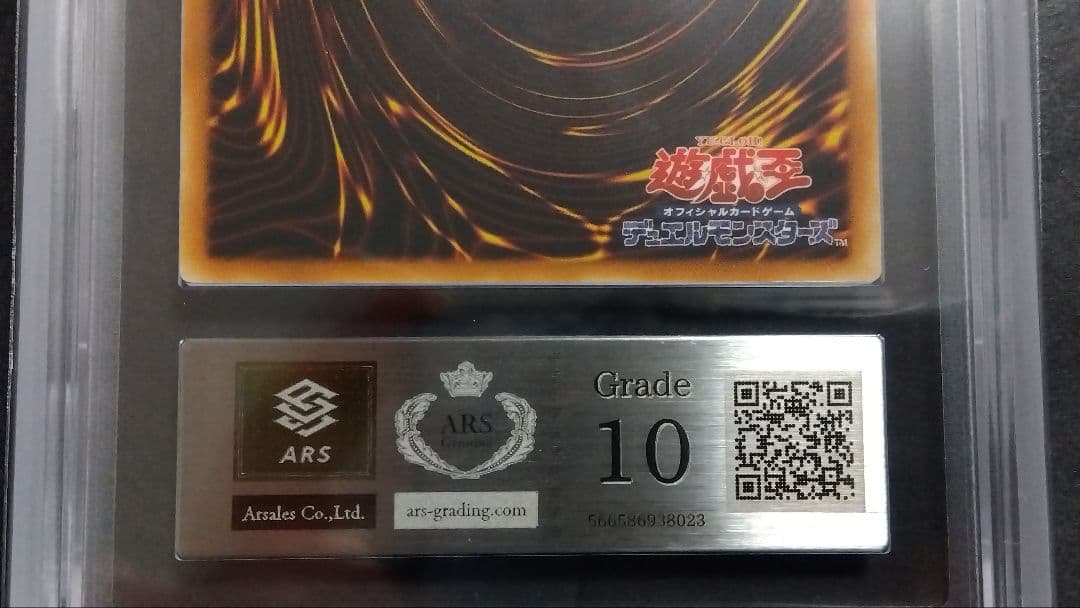 YU-GI-OH!
遊戯王
オフィシャルカードゲーム
デュエルモンスターズ™
ARS
Arsales Co.,Ltd.
ARS
Grading
ars-grading.com
Grade
10
566586938023